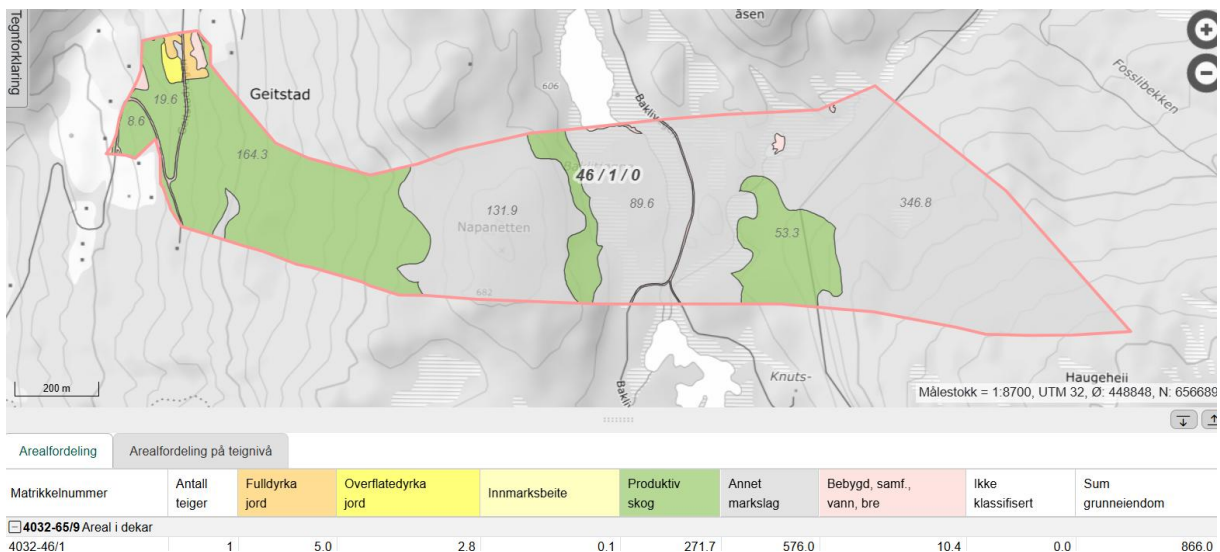 Tegnforklaring
åsen
Fosslibekken
606
Bakliv
Geitstad
19.6
8.6
164.3
46 / 1 / 0
131.9
89.6
346.8
Napanetten
53.3
682
200 m
Bakliv
Knuts-
Haugeheii
Målestokk = 1:8700, UTM 32, Ø: 448848, N: 656689
Arealfordeling
Arealfordeling på teignivå
Matrikkelnummer
Antall teiger
Fulldyrka jord
Overflatedyrka jord
Innmarksbeite
Produktiv skog
Annet markslag
Bebygd, samf., vann, bre
Ikke klassifisert
Sum grunneiendom
4032-65/9 Areal i dekar
4032-46/1 1 5.0 2.8 0.1 271.7 576.0 10.4 0.0 866.0